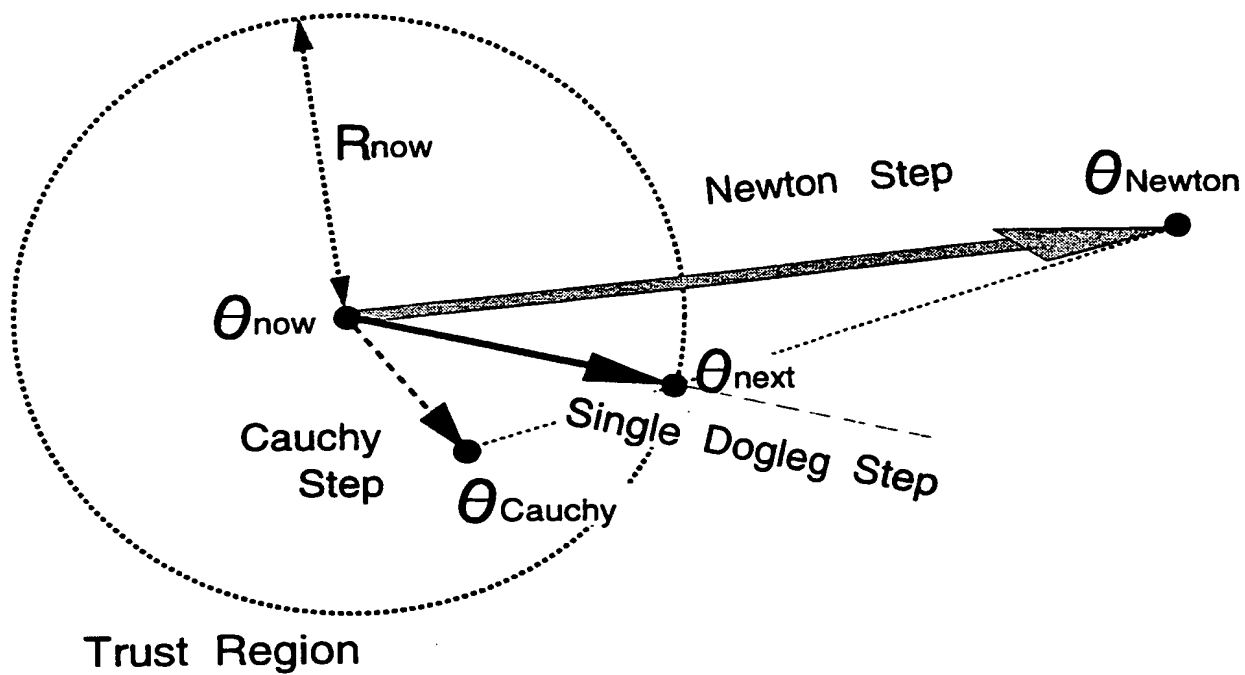 Rnow
Newton Step
θNewton
θnow
θnext
Single Dogleg Step
Cauchy
Step
θCauchy
Trust Region